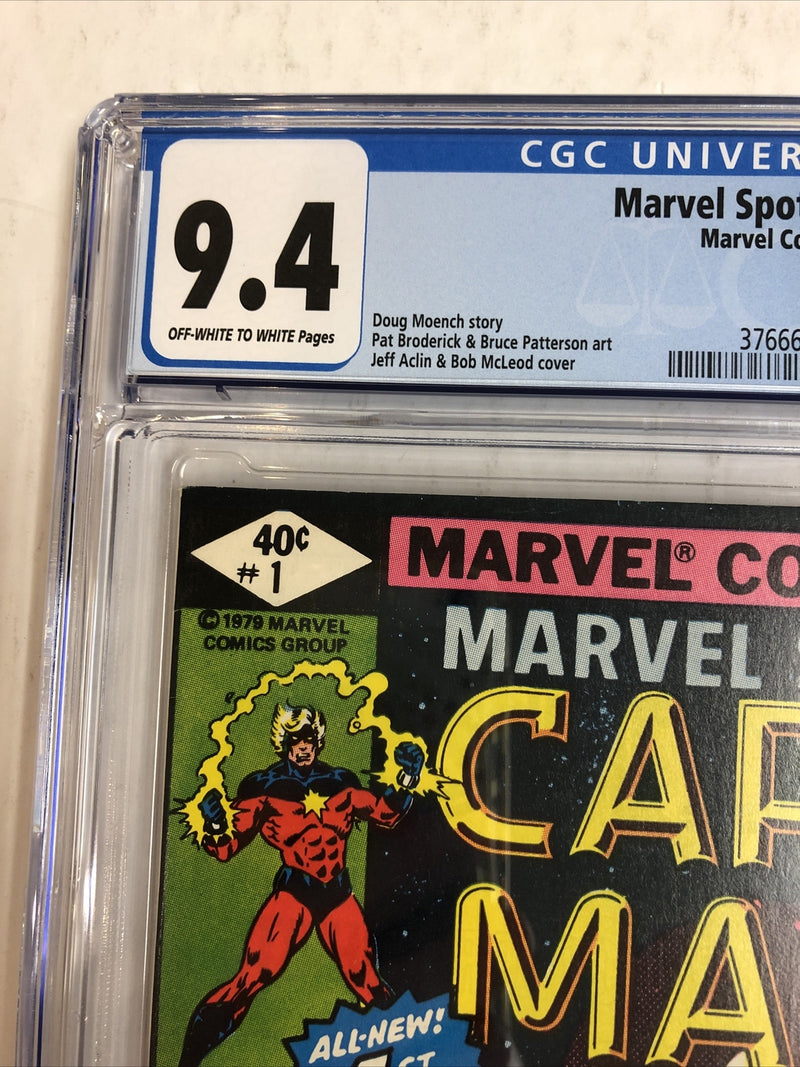 CGC UNIVER
9.4
OFF-WHITE TO WHITE Pages
Marvel Spot
Marvel Co
Doug Moench story
Pat Broderick & Bruce Patterson art
Jeff Aclin & Bob McLeod cover
37666
40¢
#1
© 1979 MARVEL
COMICS GROUP
MARVEL® CO
MARVEL
CAP
MA
ALL-NEW!
1ST